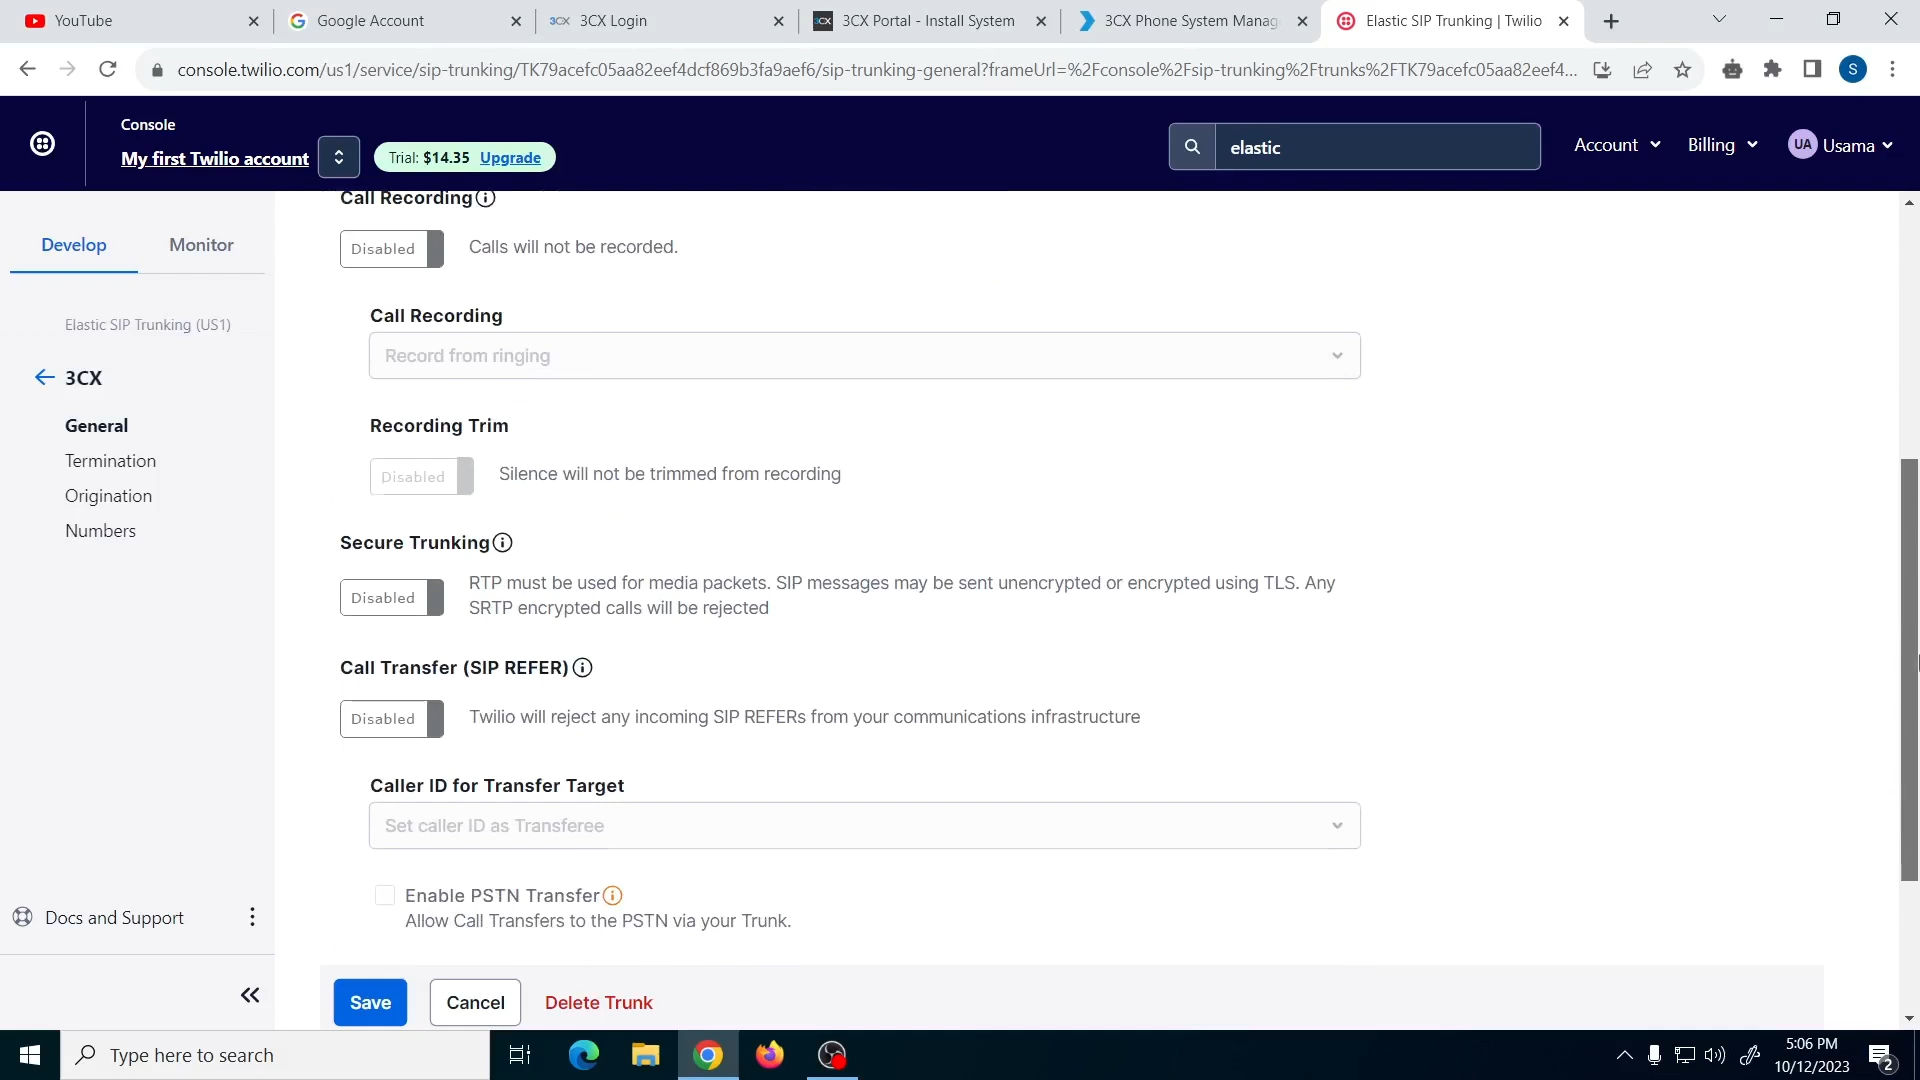 YouTube
Google Account
3CX 3CX Login
3CX 3CX Portal - Install System
3CX Phone System Manag
Elastic SIP Trunking | Twilio
console.twilio.com/us1/service/sip-trunking/TK79acefc05aa82eef4dcf869b3fa9aef6/sip-trunking-general?frameUrl=%2Fconsole%2Fsip-trunking%2Ftrunks%2FTK79acefc05aa82eef4...
S
Console
My first Twilio account
Trial: $14.35 Upgrade
elastic
Account
Billing
UA Usama
Develop
Monitor
Elastic SIP Trunking (US1)
3CX
General
Termination
Origination
Numbers
Docs and Support
Call Recording
Disabled
Calls will not be recorded.
Call Recording
Record from ringing
Recording Trim
Disabled
Silence will not be trimmed from recording
Secure Trunking
Disabled
RTP must be used for media packets. SIP messages may be sent unencrypted or encrypted using TLS. Any
SRTP encrypted calls will be rejected
Call Transfer (SIP REFER)
Disabled
Twilio will reject any incoming SIP REFERs from your communications infrastructure
Caller ID for Transfer Target
Set caller ID as Transferee
Enable PSTN Transfer
Allow Call Transfers to the PSTN via your Trunk.
Save
Cancel
Delete Trunk
Type here to search
5:06 PM
10/12/2023
2